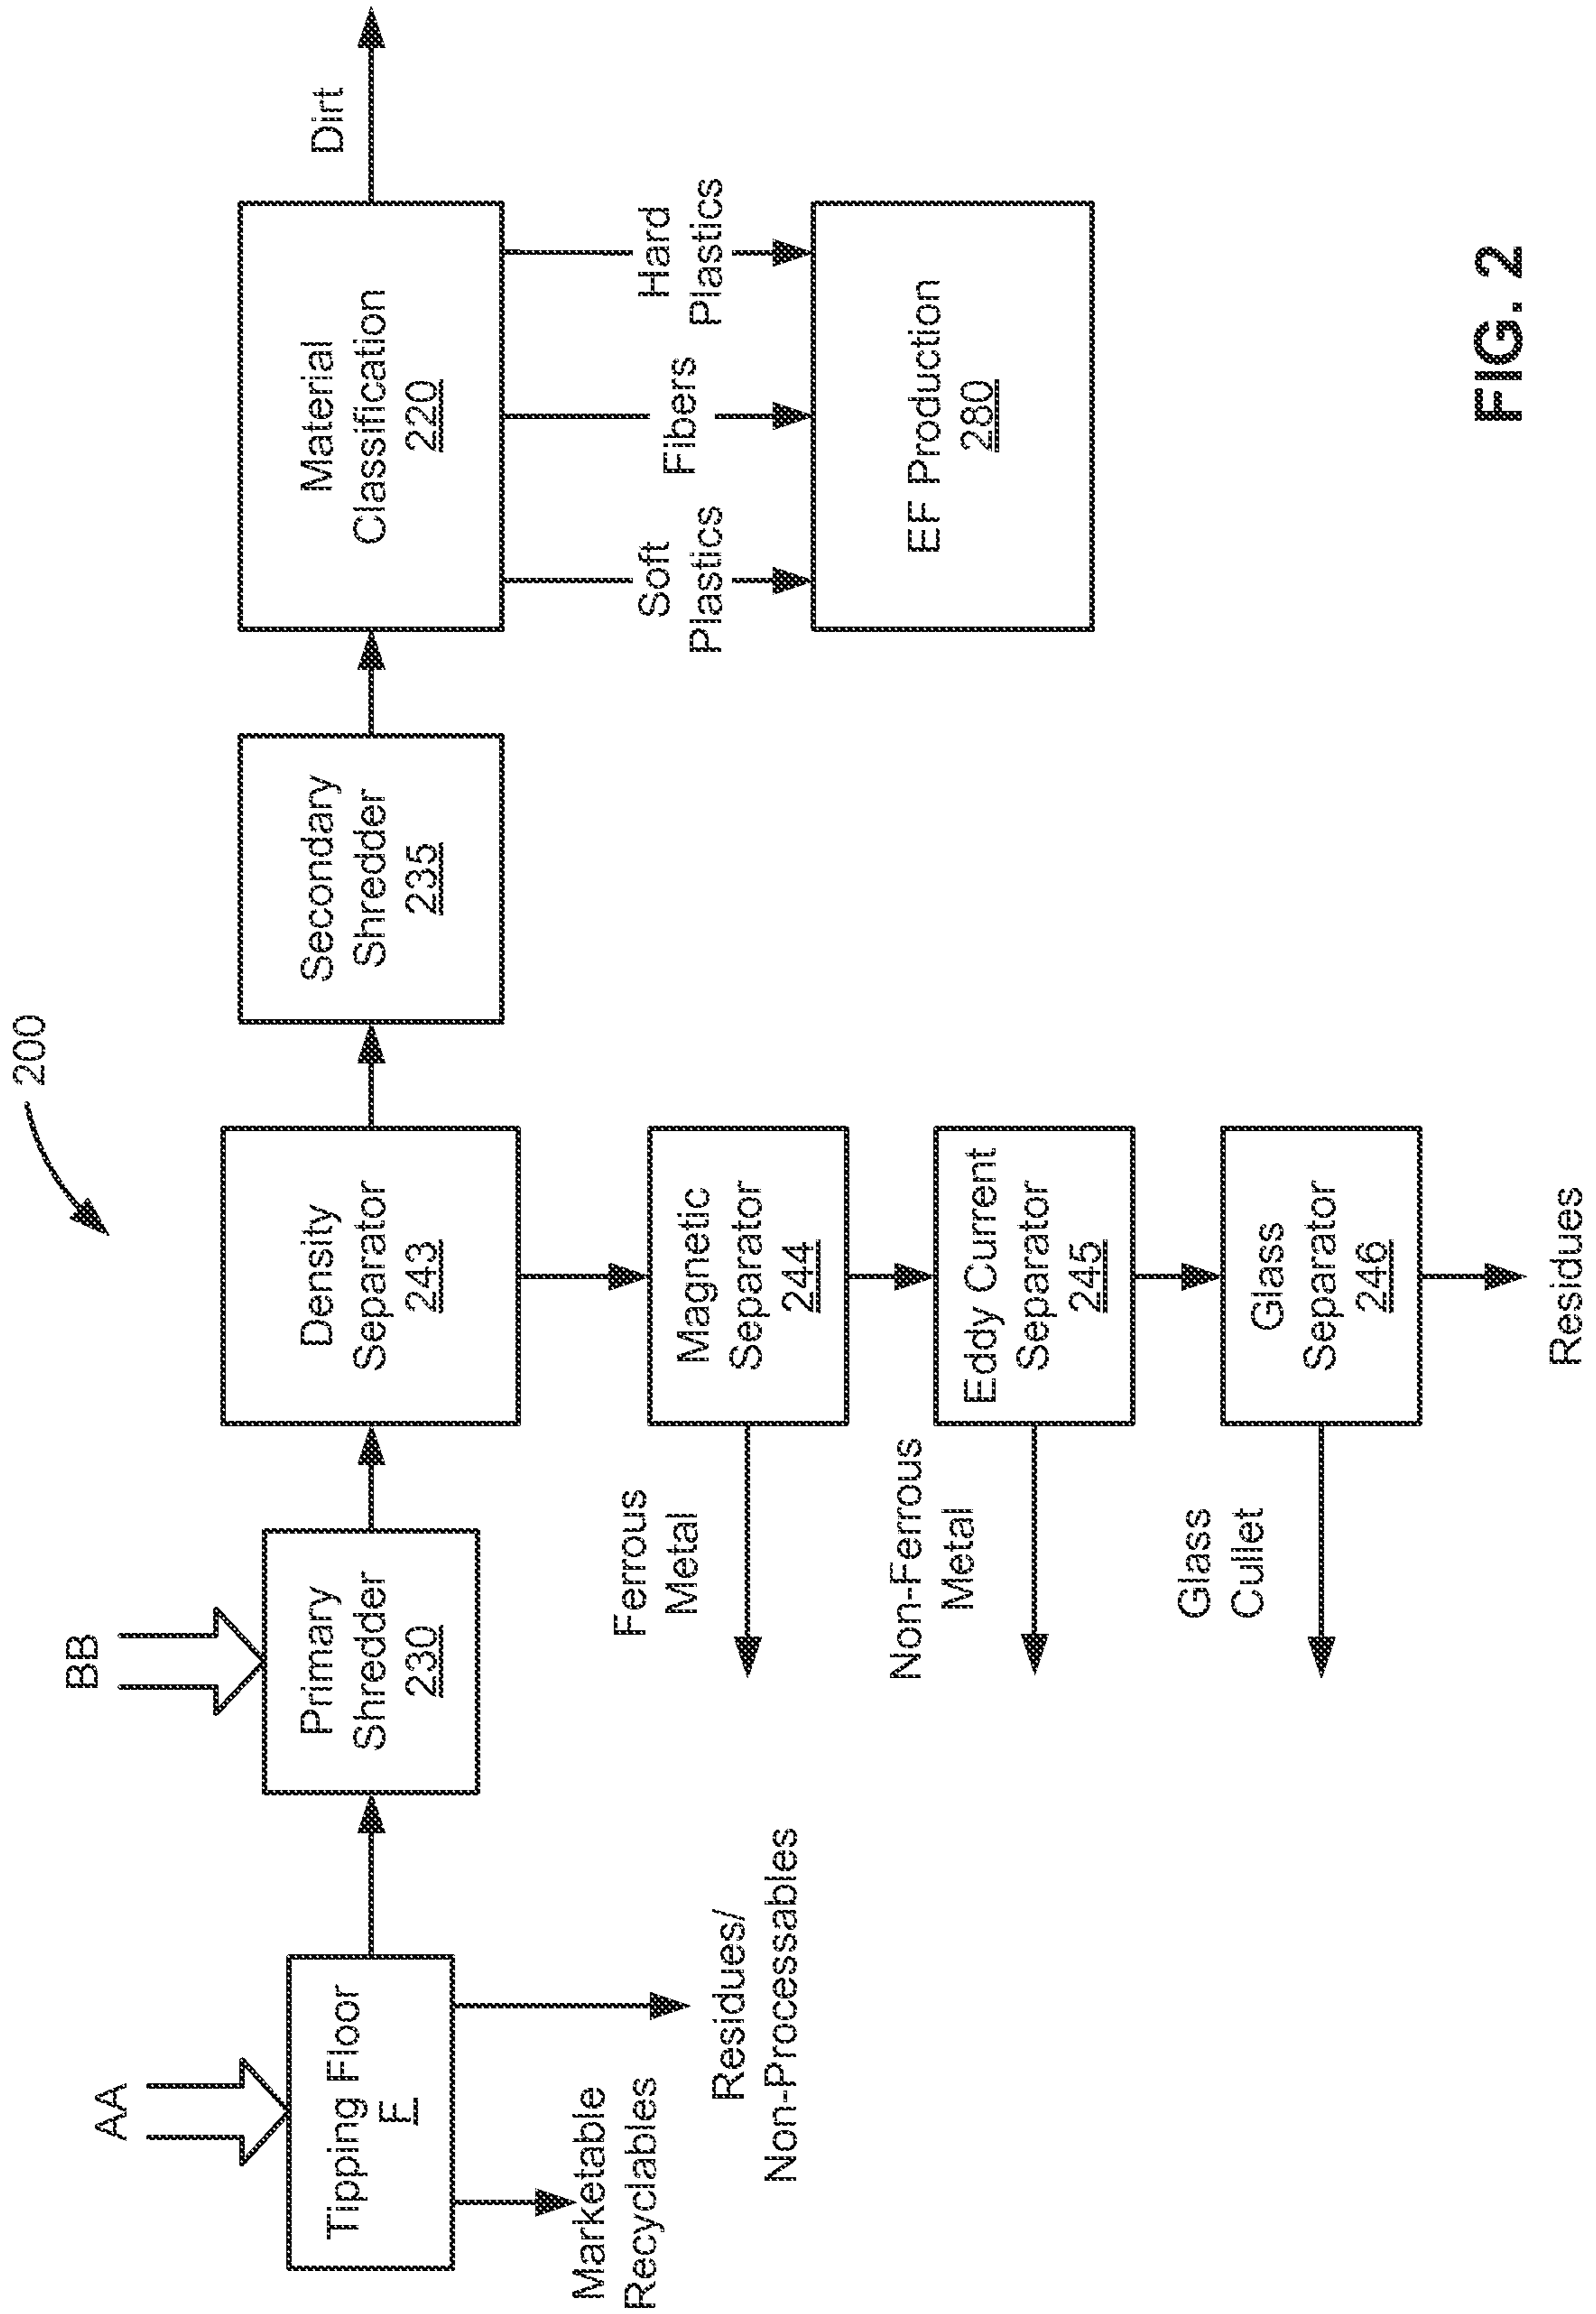 200
AA
BB
Tipping Floor
F
Primary
Shredder
230
Density
Separator
243
Secondary
Shredder
235
Material
Classification
220
Dirt
Marketable
Recyclables
Residues/
Non-Processables
Ferrous
Metal
Magnetic
Separator
244
Soft
Plastics
Fibers
Hard
Plastics
Non-Ferrous
Metal
Eddy Current
Separator
245
EF Production
280
Glass
Cullet
Glass
Separator
246
Residues
FIG. 2